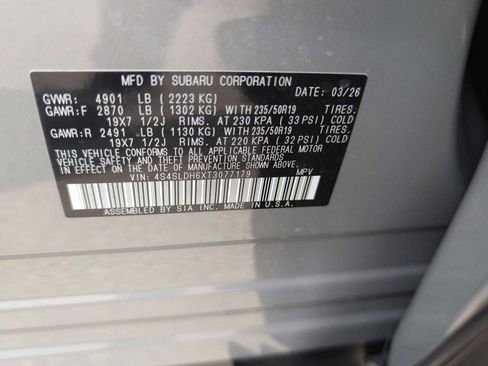 MFD BY SUBARU CORPORATION DATE: 03/26
GVWR: 4901 LB (2223 KG)
GAWR:F 2870 LB (1302 KG) WITH 235/50R19 TIRES.
19X7 1/2J RIMS. AT 230 KPA (33 PSI) COLD
GAWR:R 2491 LB (1130 KG) WITH 235/50R19 TIRES.
19X7 1/2J RIMS. AT 220 KPA (32 PSI) COLD
THIS VEHICLE CONFORMS TO ALL APPLICABLE FEDERAL MOTOR
VEHICLE SAFETY STANDARDS IN
EFFECT ON THE DATE OF MANUFACTURE SHOWN ABOVE.
VIN: 4S4SLDH6XT3077179 MPV
ASSEMBLED BY SIA INC. MADE IN U.S.A.